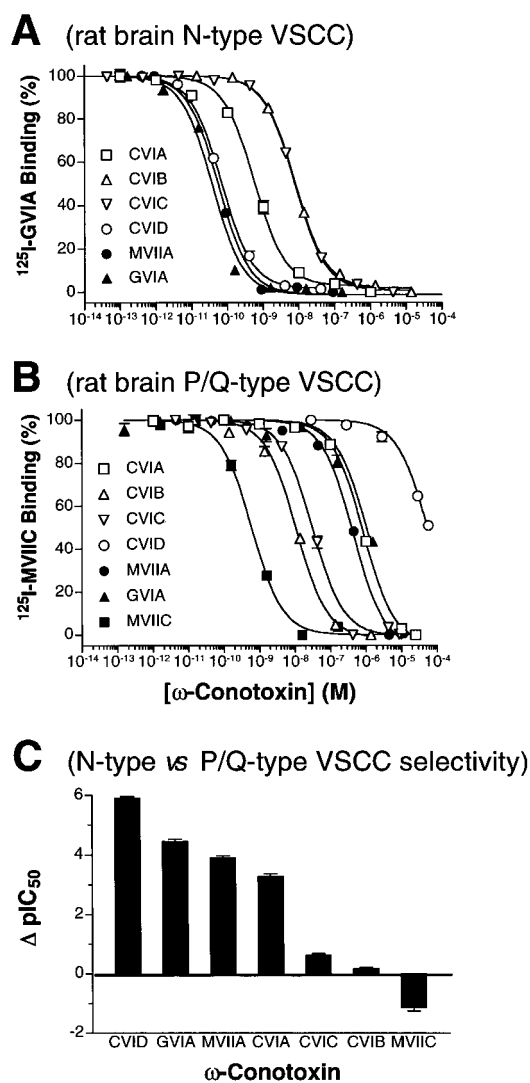 A (rat brain N-type VSCC)
¹²⁵I-GVIA Binding (%)
100
80
60
40
20
0
CVIA
CVIB
CVIC
CVID
MVIIA
GVIA
10⁻¹⁴ 10⁻¹³ 10⁻¹² 10⁻¹¹ 10⁻¹⁰ 10⁻⁹ 10⁻⁸ 10⁻⁷ 10⁻⁶ 10⁻⁵ 10⁻⁴
B (rat brain P/Q-type VSCC)
¹²⁵I-MVIIC Binding (%)
100
80
60
40
20
0
CVIA
CVIB
CVIC
CVID
MVIIA
GVIA
MVIIC
10⁻¹⁴ 10⁻¹³ 10⁻¹² 10⁻¹¹ 10⁻¹⁰ 10⁻⁹ 10⁻⁸ 10⁻⁷ 10⁻⁶ 10⁻⁵ 10⁻⁴
[ω-Conotoxin] (M)
C (N-type vs P/Q-type VSCC selectivity)
Δ pIC₅₀
6
4
2
0
-2
CVID GVIA MVIIA CVIA CVIC CVIB MVIIC
ω-Conotoxin